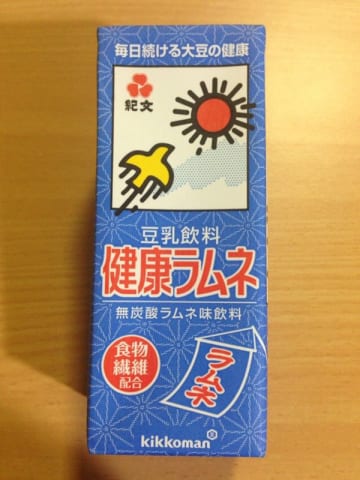 毎日続ける大豆の健康
紀文
豆乳飲料
健康ラムネ
無炭酸ラムネ味飲料
食物
繊維
配合
ラムネ
kikkoman